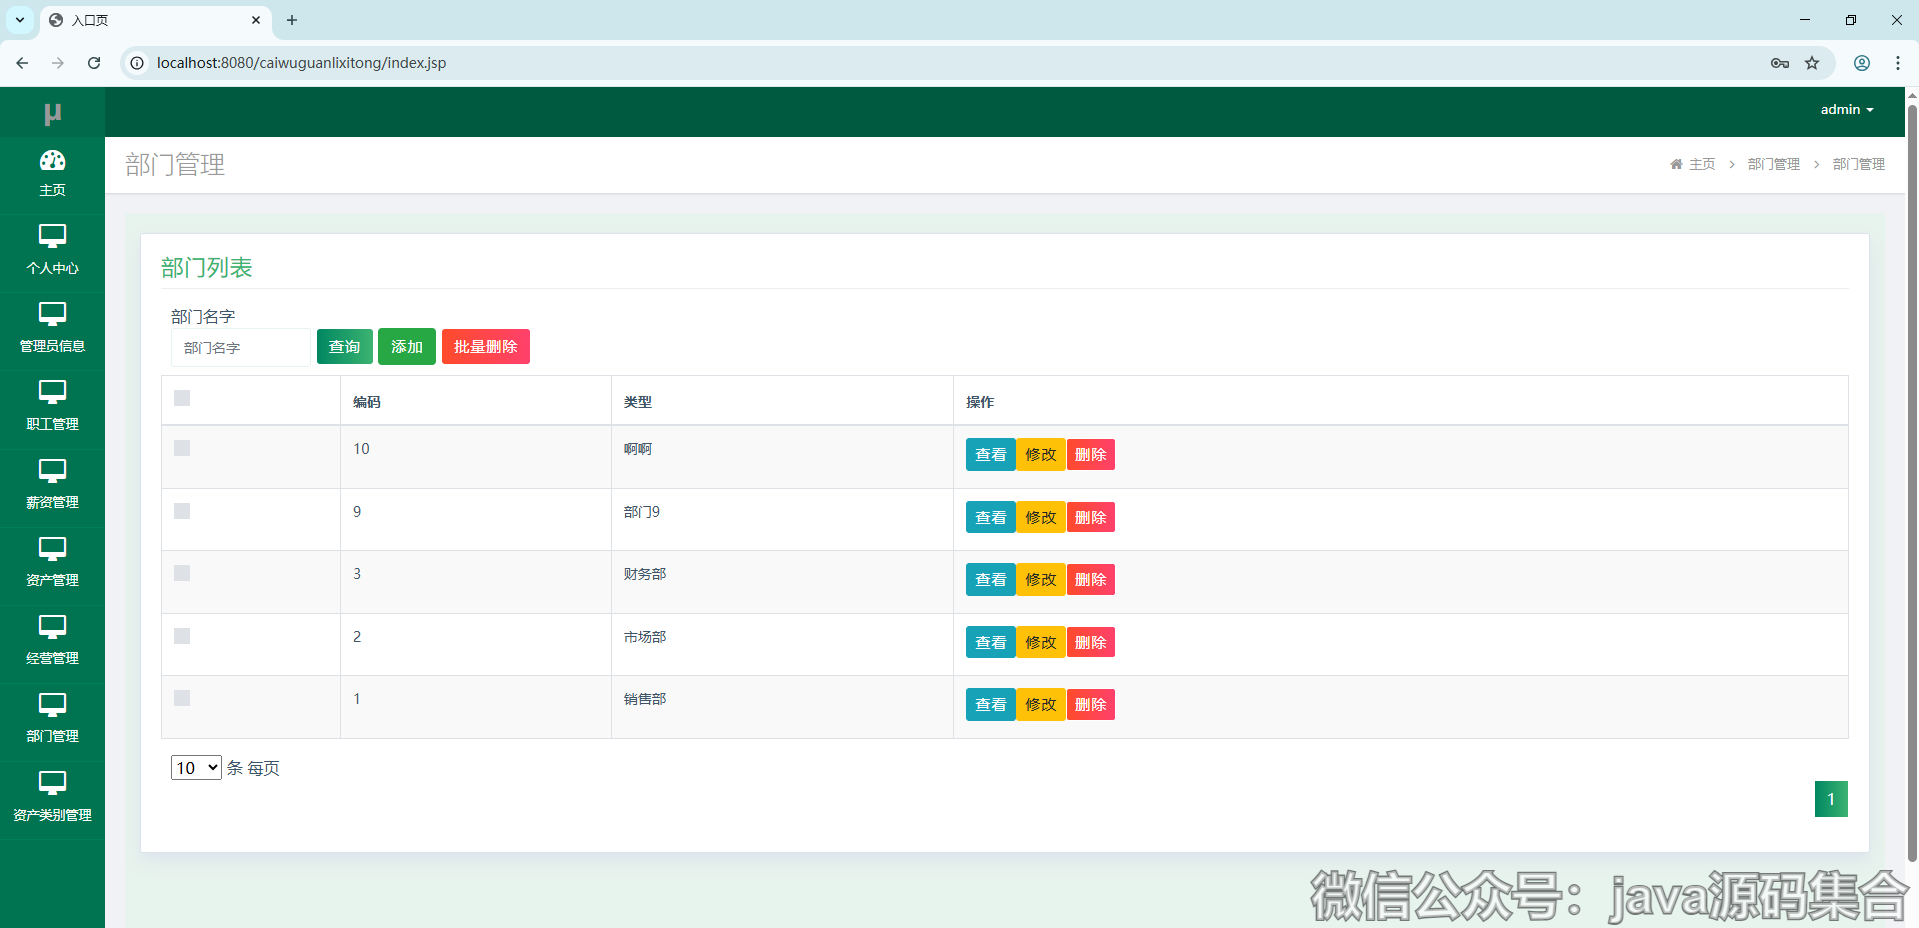 入口页
localhost:8080/caiwuguanlixitong/index.jsp
μ
admin
主页
个人中心
管理员信息
职工管理
薪资管理
资产管理
经营管理
部门管理
资产类别管理
部门管理
主页 部门管理 部门管理
部门列表
部门名字
部门名字 查询 添加 批量删除
编码 类型 操作
10 啊啊 查看 修改 删除
9 部门9 查看 修改 删除
3 财务部 查看 修改 删除
2 市场部 查看 修改 删除
1 销售部 查看 修改 删除
10 条 每页
1
微信公众号：java源码集合